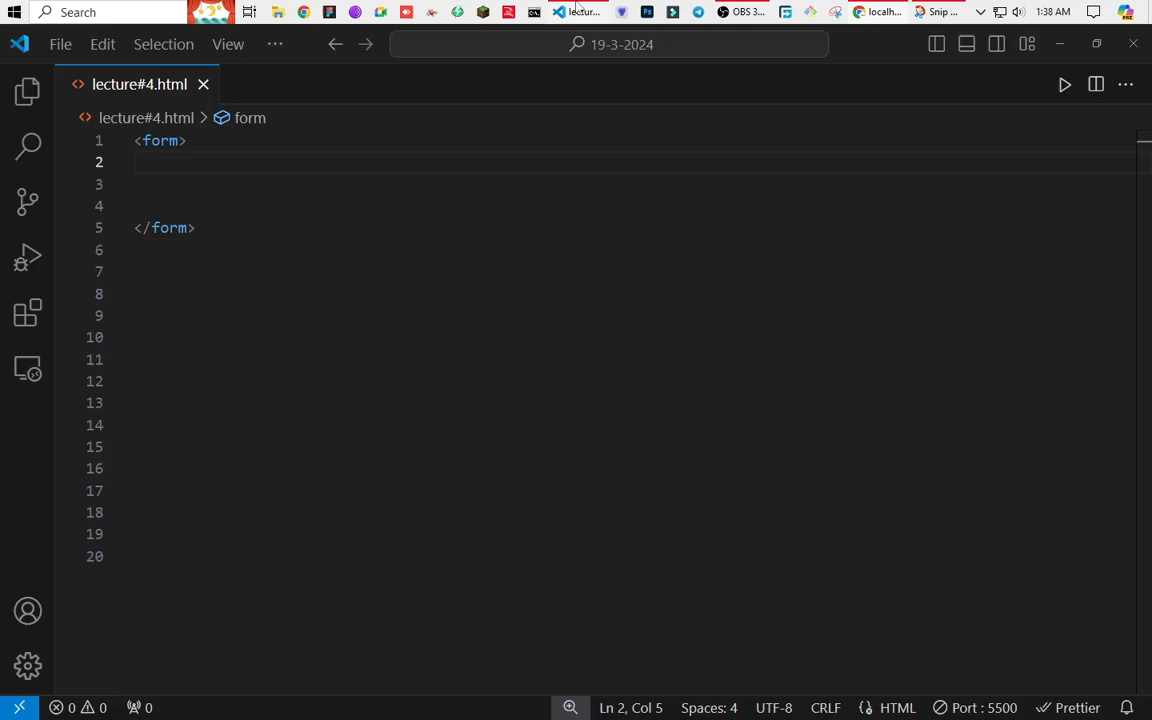 Search
lectur...
OBS 3...
localh...
Snip ...
1:38 AM
File Edit Selection View ...
19-3-2024
lecture#4.html
lecture#4.html > form
1 <form>
2
3
4
5 </form>
6
7
8
9
10
11
12
13
14
15
16
17
18
19
20
0 0 0
Ln 2, Col 5 Spaces: 4 UTF-8 CRLF HTML Port : 5500 Prettier